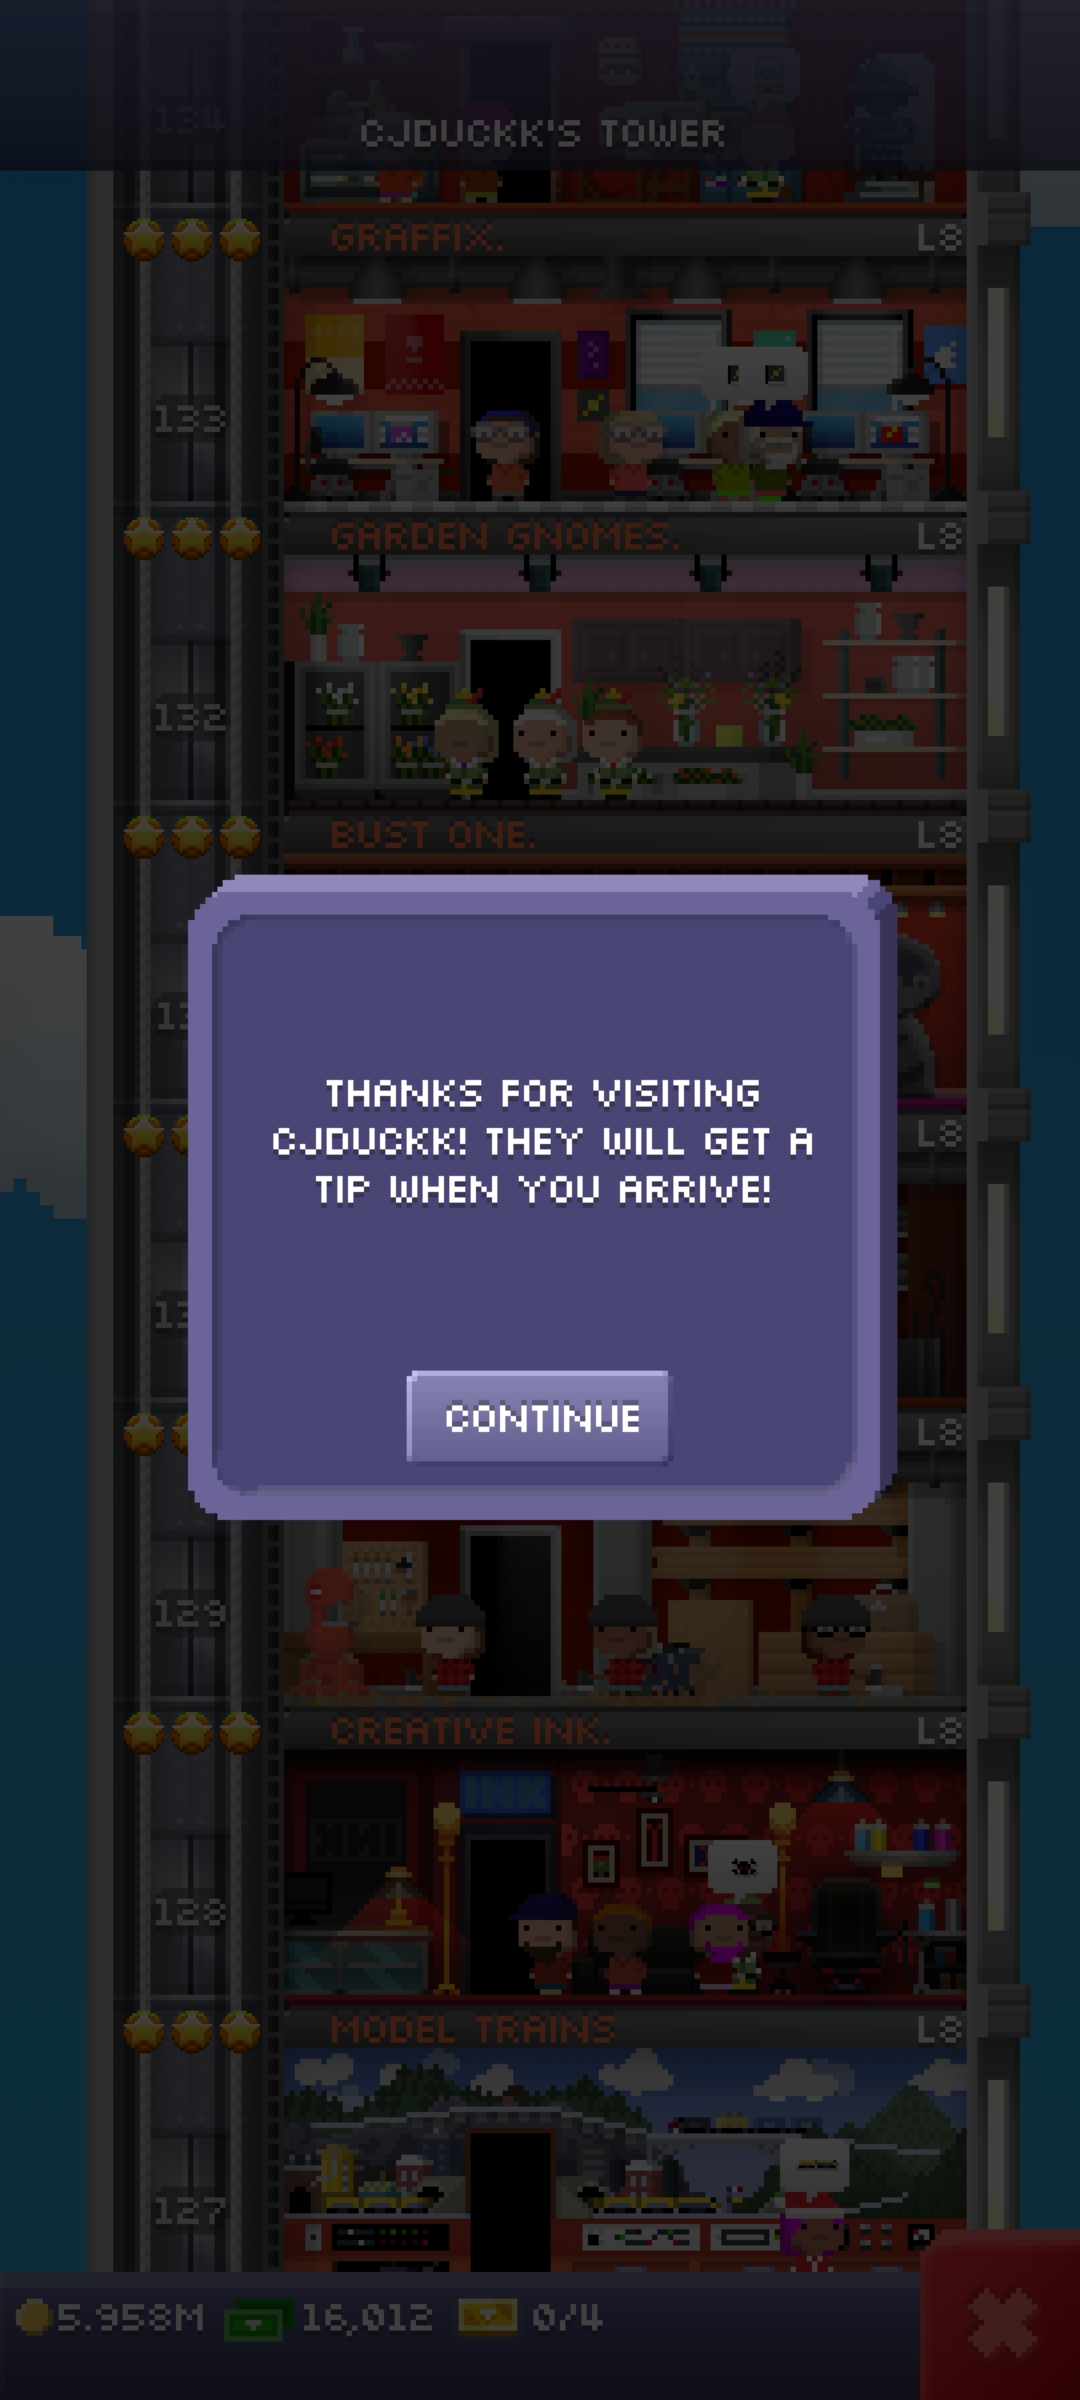 134
CJDUCKK'S TOWER
GRAFFIX.
L8
133
GARDEN GNOMES.
L8
132
BUST ONE.
L8
13
L8
13
L8
129
CREATIVE INK.
L8
INK
128
MODEL TRAINS
L8
127
THANKS FOR VISITING
CJDUCKK! THEY WILL GET A
TIP WHEN YOU ARRIVE!
CONTINUE
5.958M
16,012
0/4